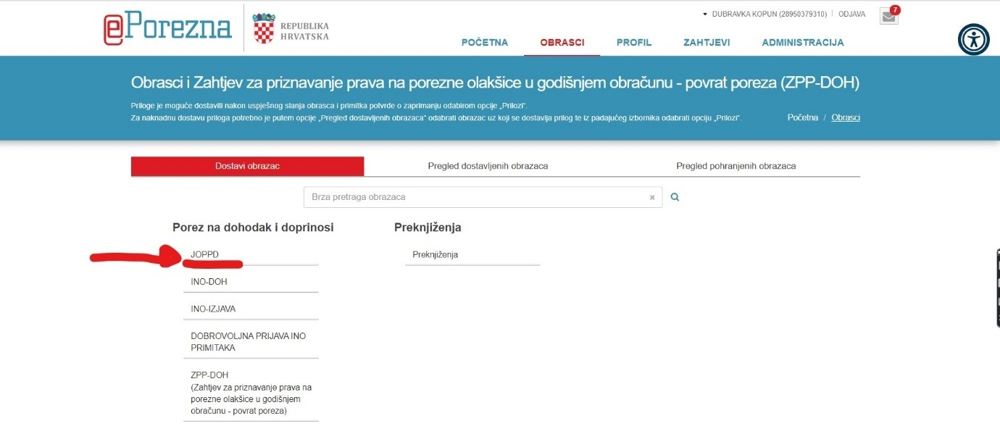 ePorezna
REPUBLIKA
HRVATSKA
DUBRAVKA KOPUN (28950379310)
ODJAVA
7
POČETNA
OBRASCI
PROFIL
ZAHTJEVI
ADMINISTRACIJA
Obrasci i Zahtjev za priznavanje prava na porezne olakšice u godišnjem obračunu - povrat poreza (ZPP-DOH)
Priloge je moguće dostaviti nakon uspješnog slanja obrasca i primitka potvrde o zaprimanju odabirom opcije „Prilozi".
Za naknadnu dostavu priloga potrebno je putem opcije „Pregled dostavljenih obrazaca" odabrati obrazac uz koji se dostavlja prilog te iz padajućeg izbornika odabrati opciju „Prilozi".
Početna / Obrasci
Dostavi obrazac
Pregled dostavljenih obrazaca
Pregled pohranjenih obrazaca
Brza pretraga obrazaca
Porez na dohodak i doprinosi
JOPPD
INO-DOH
INO-IZJAVA
DOBROVOLJNA PRIJAVA INO
PRIMITAKA
ZPP-DOH
(Zahtjev za priznavanje prava na
porezne olakšice u godišnjem
obračunu - povrat poreza)
Preknjiženja
Preknjiženja